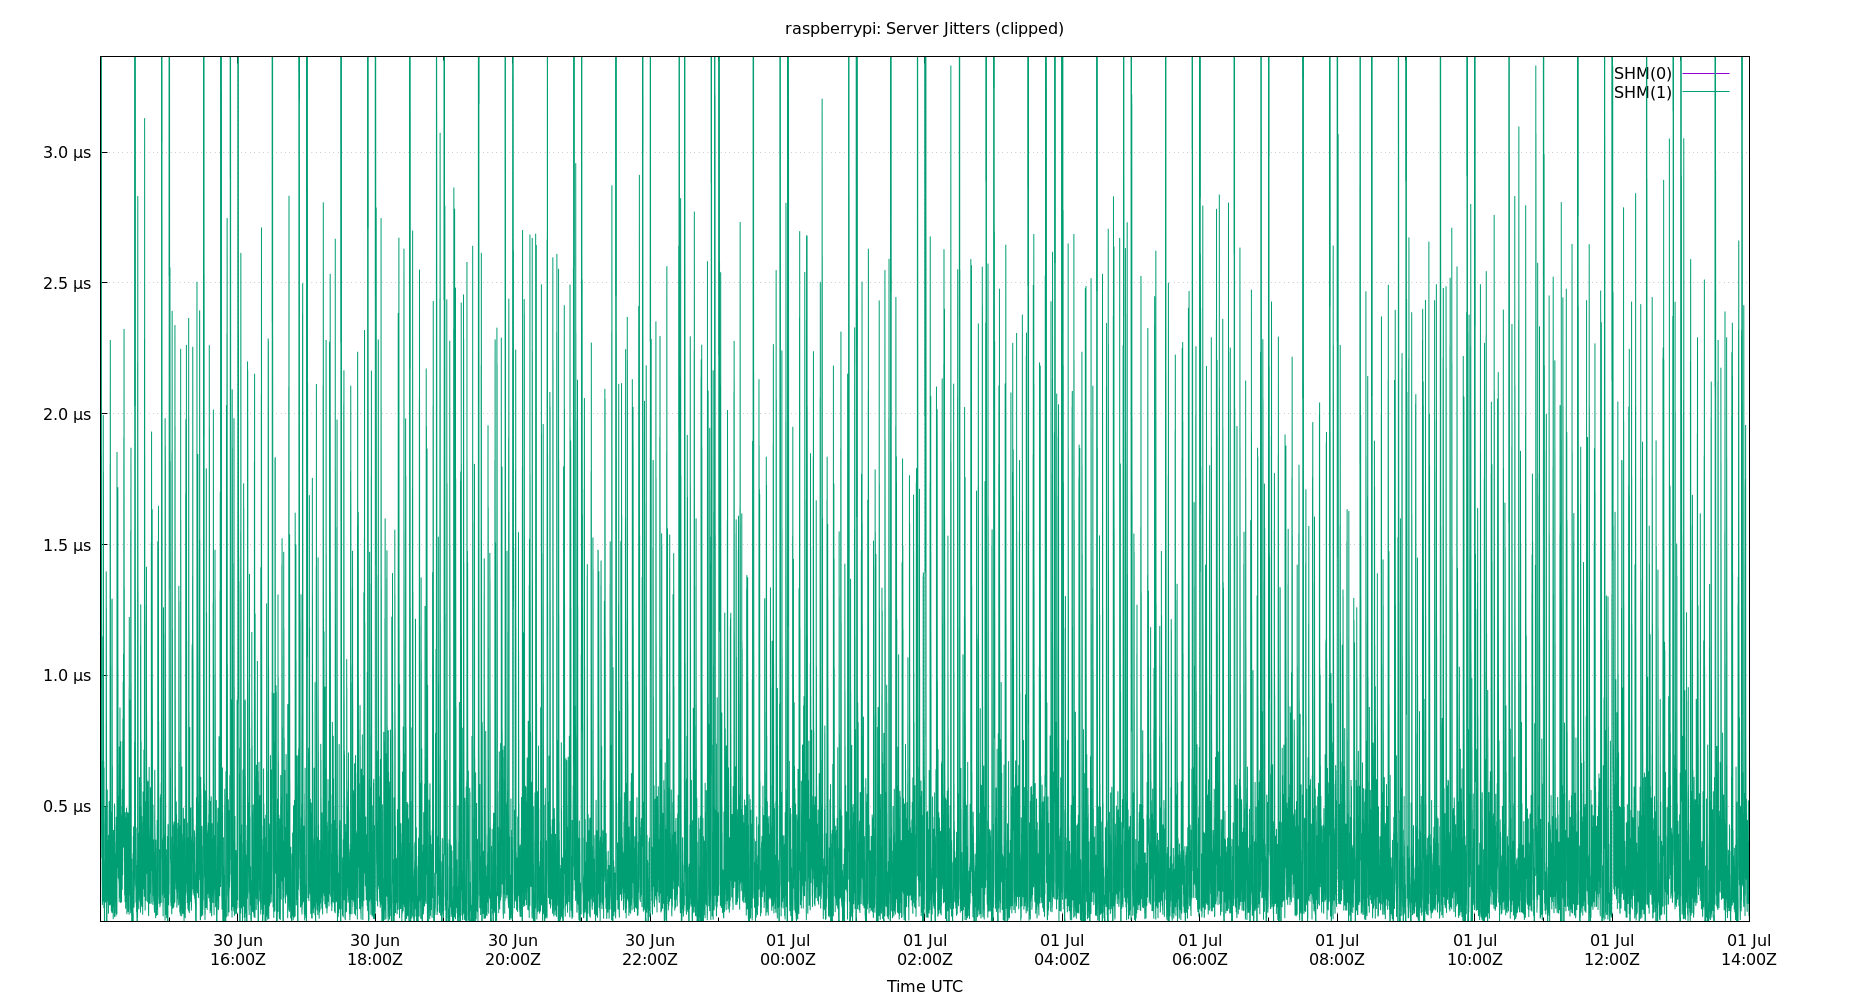 raspberrypi: Server Jitters (clipped)
SHM(0)
SHM(1)
3.0 µs
2.5 µs
2.0 µs
1.5 µs
1.0 µs
0.5 µs
30 Jun 30 Jun 30 Jun 30 Jun 01 Jul 01 Jul 01 Jul 01 Jul 01 Jul 01 Jul 01 Jul 01 Jul
16:00Z 18:00Z 20:00Z 22:00Z 00:00Z 02:00Z 04:00Z 06:00Z 08:00Z 10:00Z 12:00Z 14:00Z
Time UTC